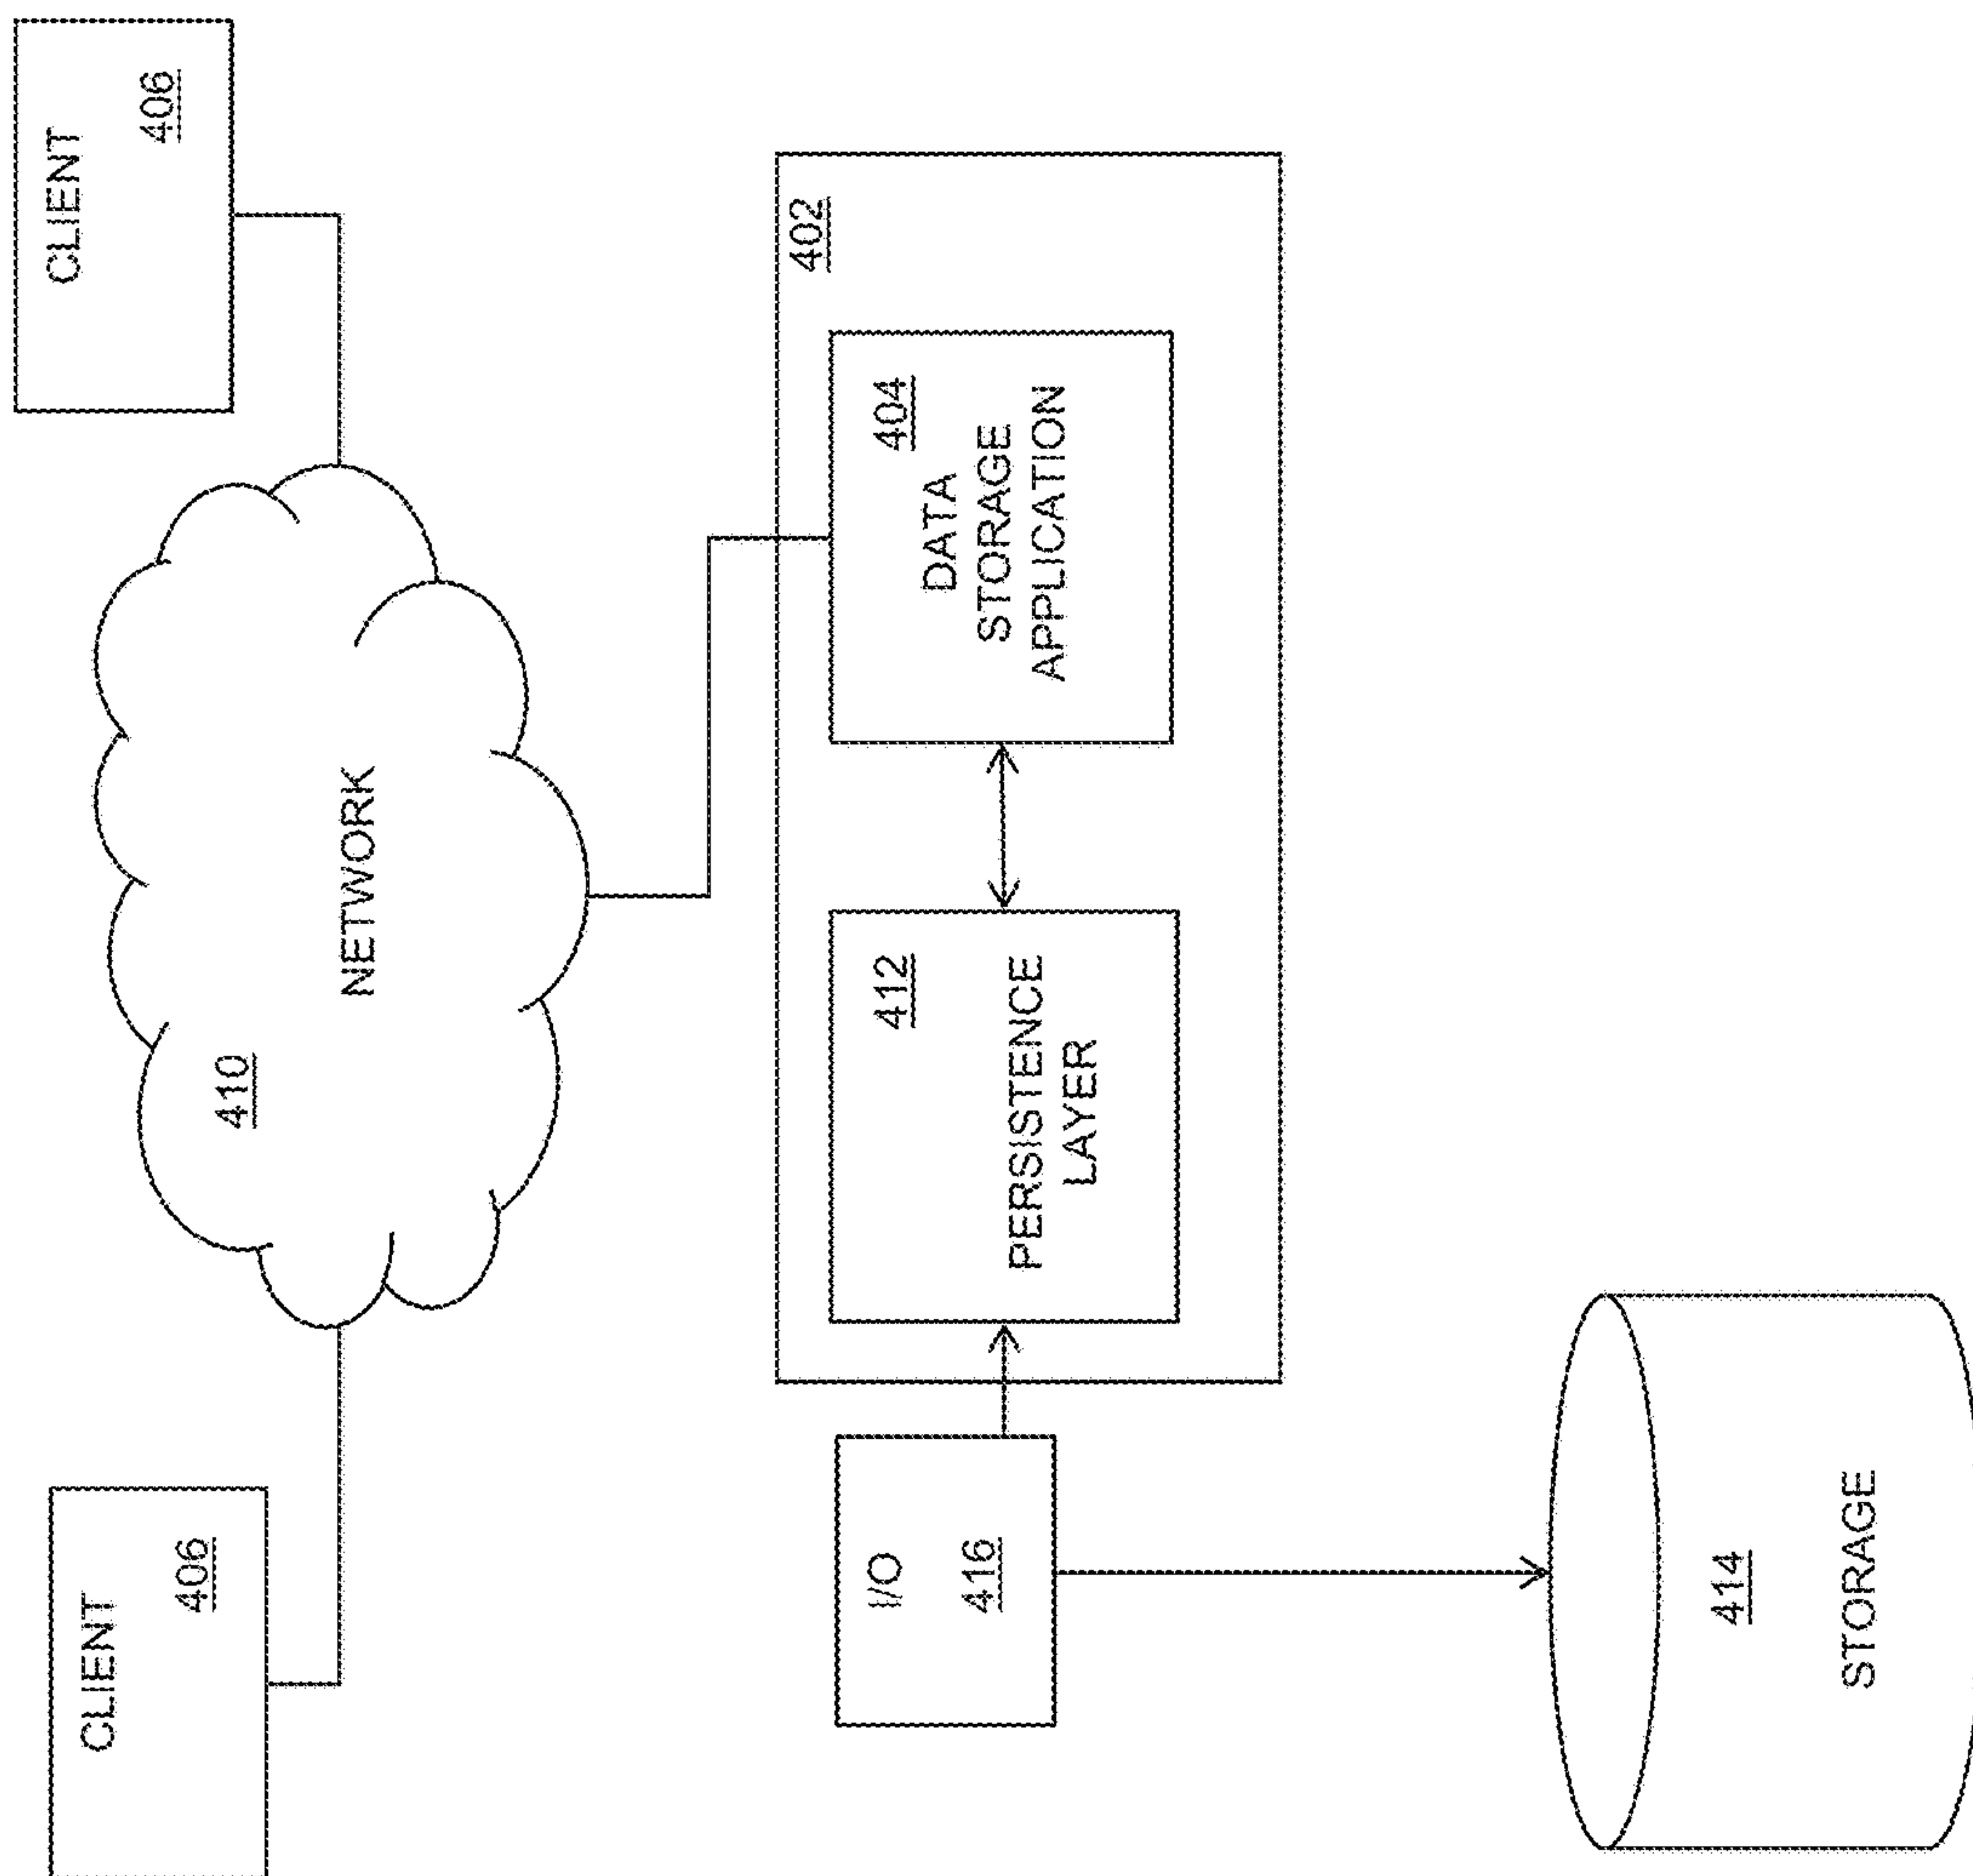 CLIENT
406
CLIENT
406
410
NETWORK
402
I/O
416
412
PERSISTENCE
LAYER
404
DATA
STORAGE
APPLICATION
414
STORAGE